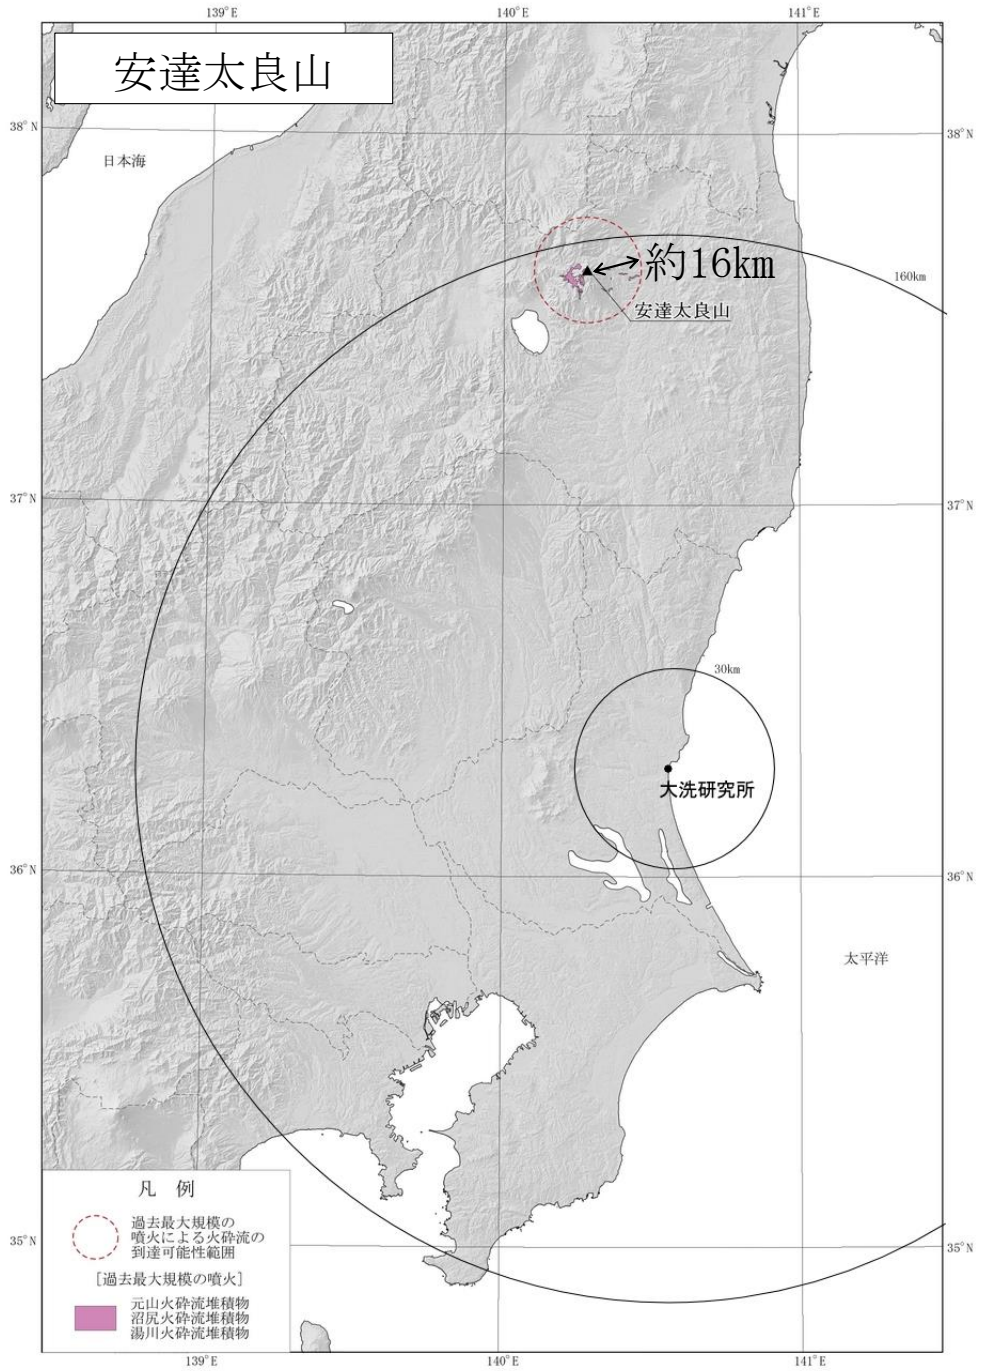 139°E
140°E
141°E
安達太良山
38°N
38°N
日本海
約16km
160km
安達太良山
37°N
37°N
30km
大洗研究所
36°N
36°N
太平洋
凡 例
過去最大規模の
噴火による火砕流の
到達可能性範囲
[過去最大規模の噴火]
元山火砕流堆積物
沼尻火砕流堆積物
湯川火砕流堆積物
35°N
35°N
139°E
140°E
141°E